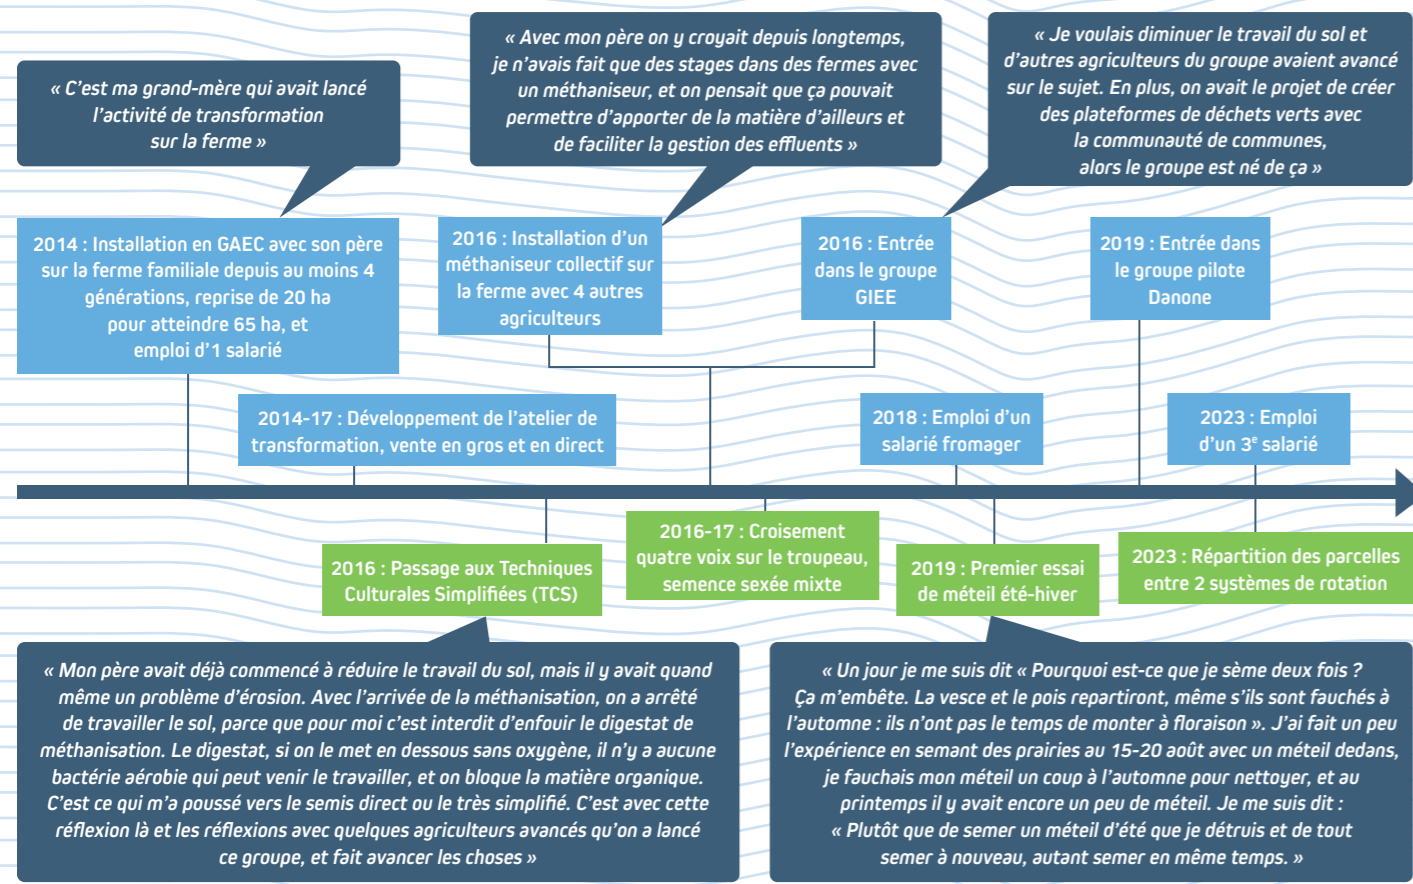 « C'est ma grand-mère qui avait lancé
l'activité de transformation
sur la ferme »
« Avec mon père on y croyait depuis longtemps,
je n'avais fait que des stages dans des fermes avec
un méthaniseur, et on pensait que ça pouvait
permettre d'apporter de la matière d'ailleurs et
de faciliter la gestion des effluents »
« Je voulais diminuer le travail du sol et
d'autres agriculteurs du groupe avaient avancé
sur le sujet. En plus, on avait le projet de créer
des plateformes de déchets verts avec
la communauté de communes,
alors le groupe est né de ça »
2014 : Installation en GAEC avec son père
sur la ferme familiale depuis au moins 4
générations, reprise de 20 ha
pour atteindre 65 ha, et
emploi d'1 salarié
2016 : Installation d'un
méthaniseur collectif sur
la ferme avec 4 autres
agriculteurs
2016 : Entrée
dans le groupe
GIEE
2019 : Entrée dans
le groupe pilote
Danone
2014-17 : Développement de l'atelier de
transformation, vente en gros et en direct
2018 : Emploi d'un
salarié fromager
2023 : Emploi
d'un 3e salarié
2016 : Passage aux Techniques
Culturales Simplifiées (TCS)
2016-17 : Croisement
quatre voix sur le troupeau,
semence sexée mixte
2019 : Premier essai
de méteil été-hiver
2023 : Répartition des parcelles
entre 2 systèmes de rotation
« Mon père avait déjà commencé à réduire le travail du sol, mais il y avait quand
même un problème d'érosion. Avec l'arrivée de la méthanisation, on a arrêté
de travailler le sol, parce que pour moi c'est interdit d'enfouir le digestat de
méthanisation. Le digestat, si on le met en dessous sans oxygène, il n'y a aucune
bactérie aérobie qui peut venir le travailler, et on bloque la matière organique.
C'est ce qui m'a poussé vers le semis direct ou le très simplifié. C'est avec cette
réflexion là et les réflexions avec quelques agriculteurs avancés qu'on a lancé
ce groupe, et fait avancer les choses »
« Un jour je me suis dit « Pourquoi est-ce que je sème deux fois ?
Ça m'embête. La vesce et le pois repartiront, même s'ils sont fauchés à
l'automne : ils n'ont pas le temps de monter à floraison ». J'ai fait un peu
l'expérience en semant des prairies au 15-20 août avec un méteil dedans,
je fauchais mon méteil un coup à l'automne pour nettoyer, et au
printemps il y avait encore un peu de méteil. Je me suis dit :
« Plutôt que de semer un méteil d'été que je détruis et de tout
semer à nouveau, autant semer en même temps. »